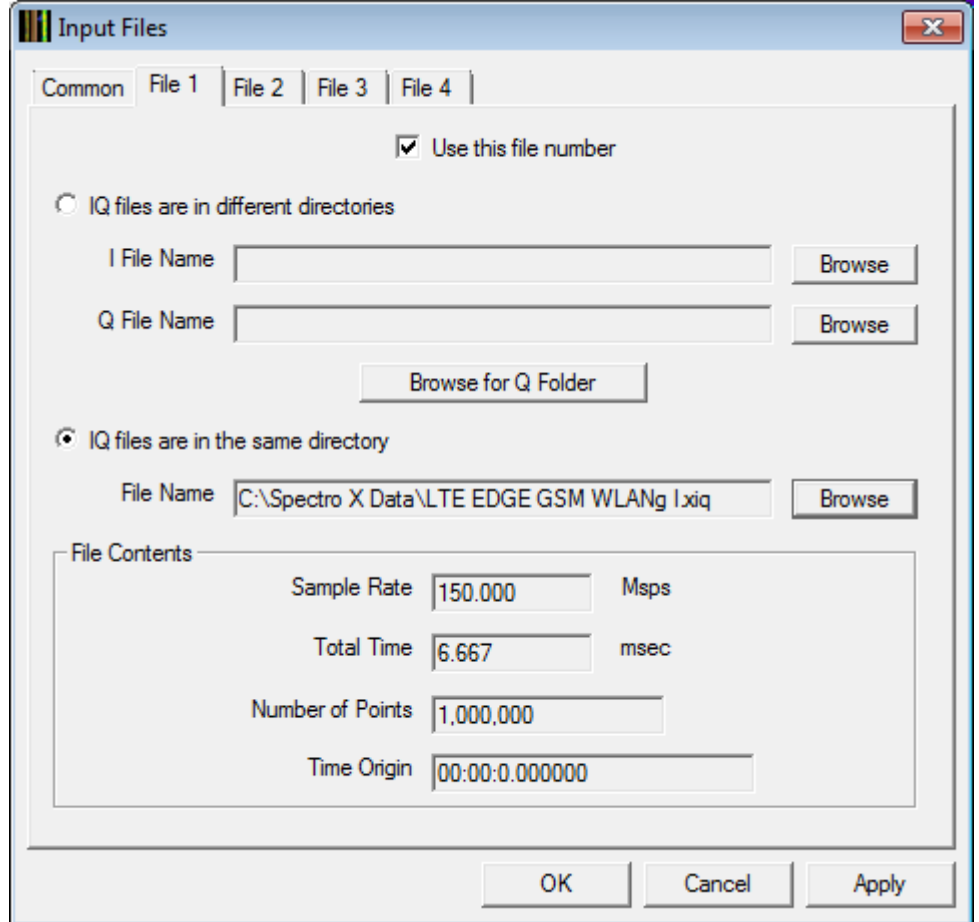 Input Files
Common File 1 File 2 File 3 File 4
Use this file number
IQ files are in different directories
I File Name Browse
Q File Name Browse
Browse for Q Folder
IQ files are in the same directory
File Name C:\Spectro X Data\LTE EDGE GSM WLANg I.xiq Browse
File Contents
Sample Rate 150.000 Msps
Total Time 6.667 msec
Number of Points 1,000,000
Time Origin 00:00:0.000000
OK Cancel Apply